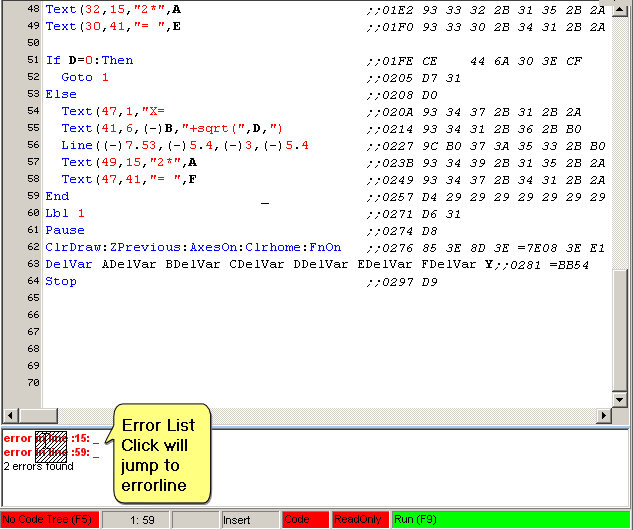 48 Text(32,15,"2*",A ;;01E2 93 33 32 2B 31 35 2B 2A
49 Text(30,41,"= ",E ;;01F0 93 33 30 2B 34 31 2B 2A
50
51 If D=0:Then ;;01FE CE 44 6A 30 3E CF
52 Goto 1 ;;0205 D7 31
53 Else ;;0208 D0
54 Text(47,1,"X= ;;020A 93 34 37 2B 31 2B 2A
55 Text(41,6,(-)B,"+sqrt(",D,") ;;0214 93 34 31 2B 36 2B B0
56 Line((-)7.53,(-)5.4,(-)3,(-)5.4 ;;0227 9C B0 37 3A 35 33 2B B0
57 Text(49,15,"2*",A ;;023B 93 34 39 2B 31 35 2B 2A
58 Text(47,41,"= ",F ;;0249 93 34 37 2B 34 31 2B 2A
59 End _ ;;0257 D4 29 29 29 29 29 29 29
60 Lbl 1 ;;0271 D6 31
61 Pause ;;0274 D8
62 ClrDraw:ZPrevious:AxesOn:Clrhome:FnOn ;;0276 85 3E 8D 3E =7E08 3E E1
63 DelVar ADelVar BDelVar CDelVar DDelVar EDelVar FDelVar Y;;0281 =BB54
64 Stop ;;0297 D9
65
66
67
68
69
70
error in line :15: _
error in line :59: _
2 errors found
Error List
Click will
jump to
errorline
No Code Tree (F5) 1: 59 Insert Code ReadOnly Run (F9)